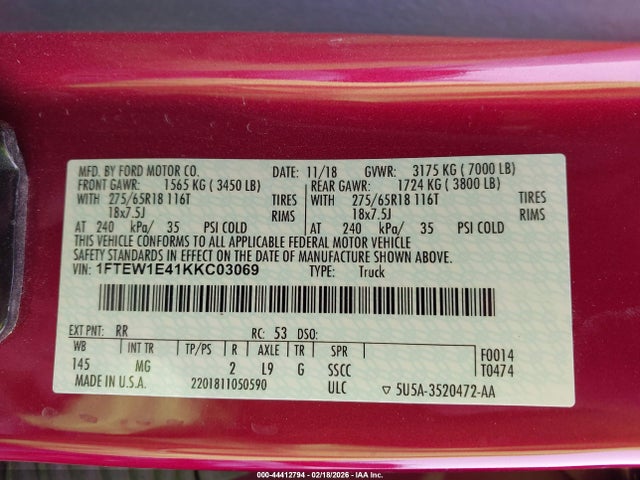 MFD. BY FORD MOTOR CO. DATE: 11/18 GVWR: 3175 KG ( 7000 LB)
FRONT GAWR: 1565 KG ( 3450 LB) REAR GAWR: 1724 KG ( 3800 LB)
WITH 275/65R18 116T TIRES WITH 275/65R18 116T TIRES
18x7.5J RIMS 18x7.5J RIMS
AT 240 kPa/ 35 PSI COLD AT 240 kPa/ 35 PSI COLD
THIS VEHICLE CONFORMS TO ALL APPLICABLE FEDERAL MOTOR VEHICLE
SAFETY STANDARDS IN EFFECT ON THE DATE OF MANUFACTURE SHOWN ABOVE.
VIN: 1FTEW1E41KKC03069 TYPE: Truck
EXT PNT: RR RC: 53 DSO:
WB INT TR TP/PS R AXLE TR SPR F0014
145 MG 2 L9 G SSCC T0474
MADE IN U.S.A. 2201811050590 ULC ▽ 5U5A-3520472-AA
000-44412794 - 02/18/2026 - IAA Inc.